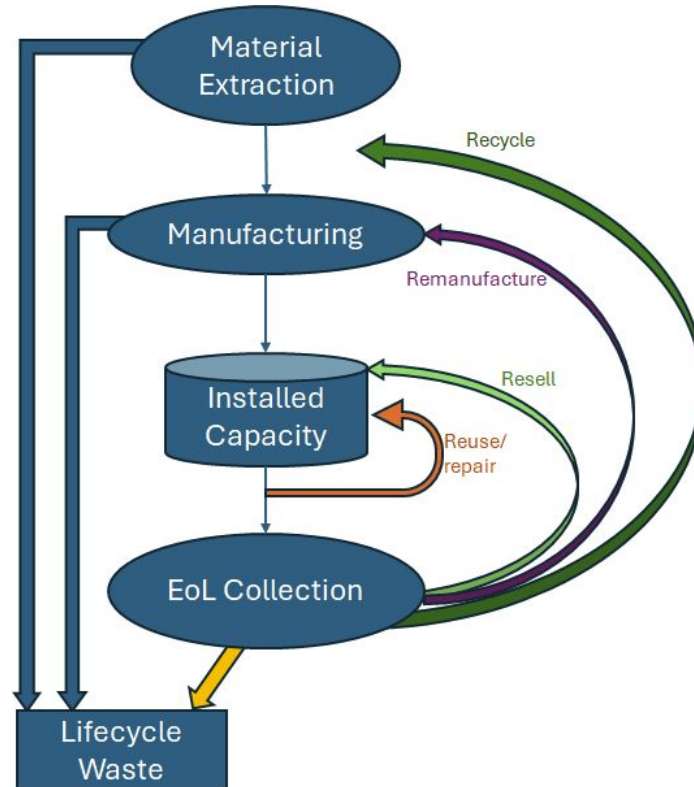 Material
Extraction
Recycle
Manufacturing
Remanufacture
Installed
Capacity
Resell
Reuse/
repair
EoL Collection
Lifecycle
Waste